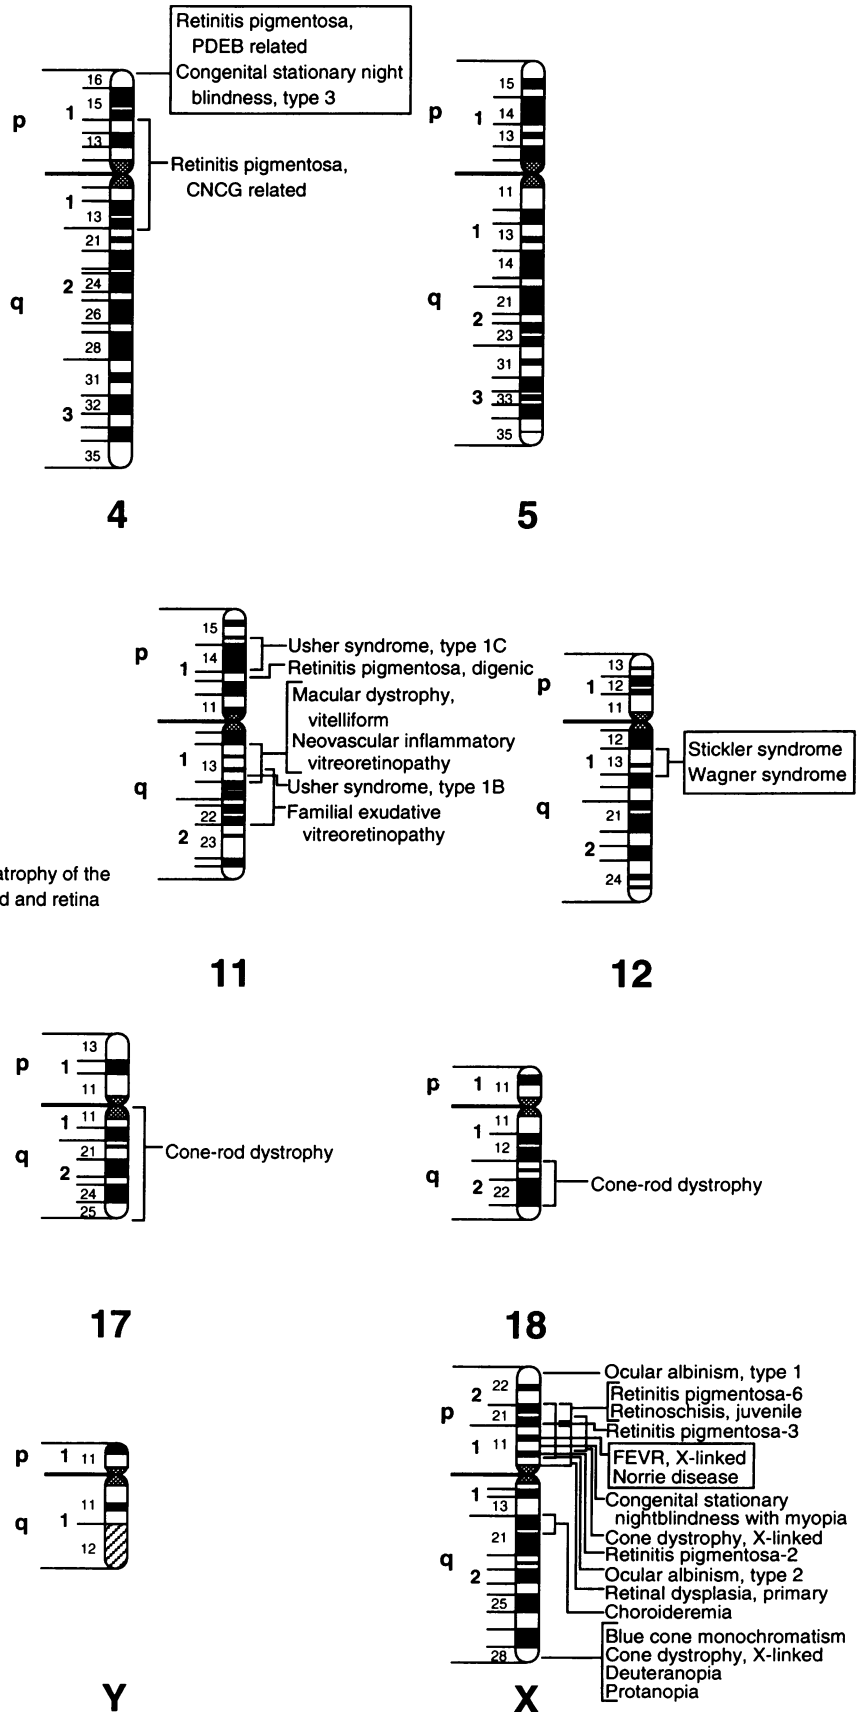 Retinitis pigmentosa,
PDEB related
Congenital stationary night
blindness, type 3
p
1
16
15
13
Retinitis pigmentosa,
CNCG related
q
1
13
21
2
24
26
28
31
3
32
35
4
p
1
15
14
13
q
11
1
13
14
21
2
23
31
3
33
35
5
p
1
15
14
11
Usher syndrome, type 1C
Retinitis pigmentosa, digenic
Macular dystrophy,
vitelliform
Neovascular inflammatory
vitreoretinopathy
q
1
13
Usher syndrome, type 1B
Familial exudative
vitreoretinopathy
22
2
23
atrophy of the
d and retina
11
p
1
13
12
11
q
12
1
13
21
2
24
Stickler syndrome
Wagner syndrome
12
p
1
13
11
q
1
11
21
2
24
25
Cone-rod dystrophy
17
p
1
11
q
11
1
12
2
22
Cone-rod dystrophy
18
p
1
11
q
11
1
12
Y
p
2
22
21
1
11
q
1
13
21
2
25
28
Ocular albinism, type 1
Retinitis pigmentosa-6
Retinoschisis, juvenile
Retinitis pigmentosa-3
FEVR, X-linked
Norrie disease
Congenital stationary
nightblindness with myopia
Cone dystrophy, X-linked
Retinitis pigmentosa-2
Ocular albinism, type 2
Retinal dysplasia, primary
Choroideremia
Blue cone monochromatism
Cone dystrophy, X-linked
Deuteranopia
Protanopia
X